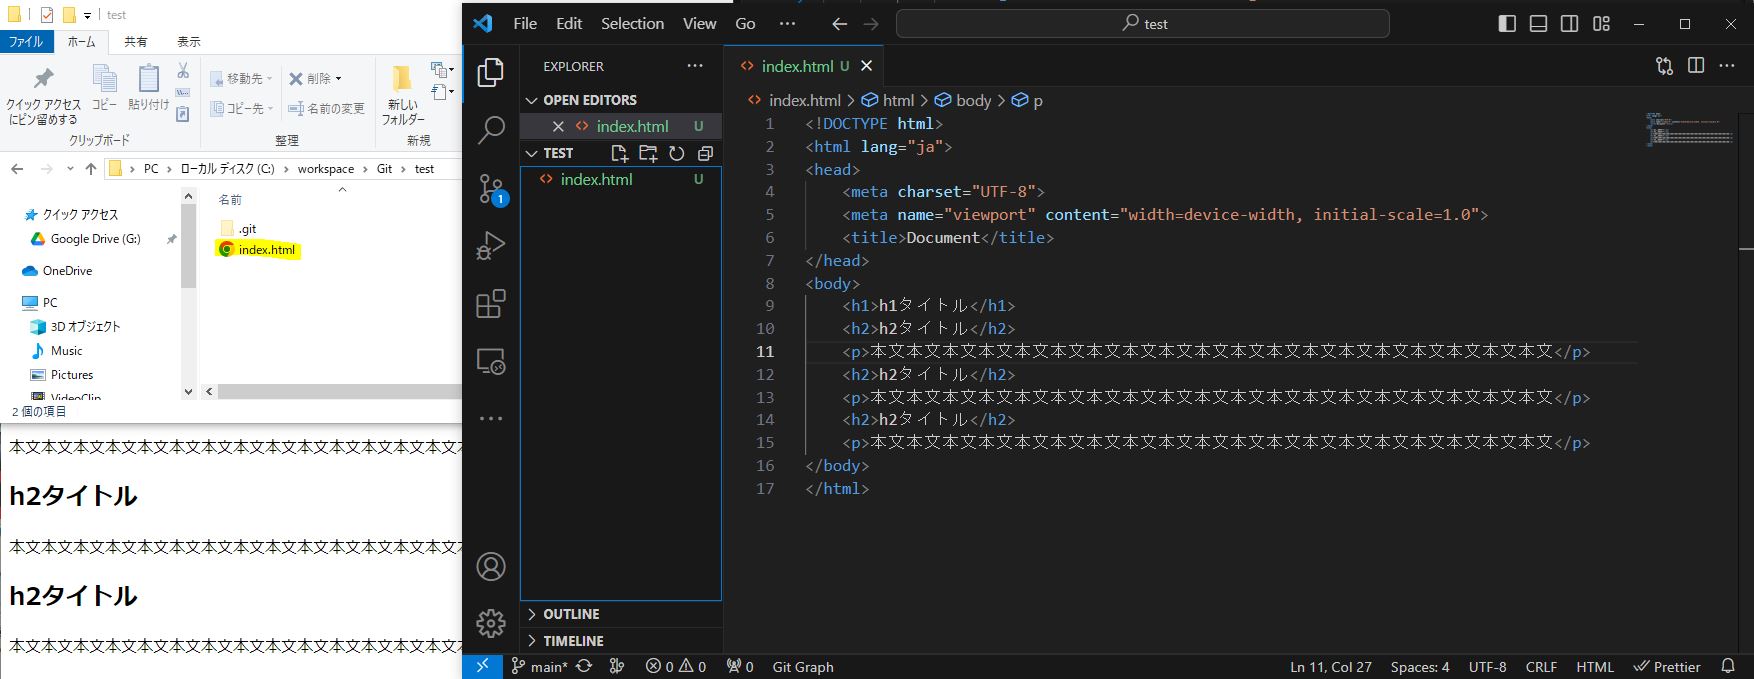 test
ファイル ホーム 共有 表示
クイック アクセス
にピン留めする
コピー
貼り付け
移動先
コピー先
削除
名前の変更
新しい
フォルダー
クリップボード
整理
新規
PC > ローカル ディスク (C:) > workspace > Git > test
クイック アクセス
Google Drive (G:)
OneDrive
PC
3D オブジェクト
Music
Pictures
VideoClip
名前
.git
index.html
2 個の項目
本文本文本文本文本文本文本文本文本文本文本文本文
h2タイトル
本文本文本文本文本文本文本文本文本文本文本文本文
h2タイトル
本文本文本文本文本文本文本文本文本文本文本文本文
File Edit Selection View Go ···
test
EXPLORER
OPEN EDITORS
index.html U
TEST
index.html U
OUTLINE
TIMELINE
1
index.html U
index.html > html > body > p
1 <!DOCTYPE html>
2 <html lang="ja">
3 <head>
4 <meta charset="UTF-8">
5 <meta name="viewport" content="width=device-width, initial-scale=1.0">
6 <title>Document</title>
7 </head>
8 <body>
9 <h1>h1タイトル</h1>
10 <h2>h2タイトル</h2>
11 <p>本文本文本文本文本文本文本文本文本文本文本文本文本文本文本文本文本文本文本文</p>
12 <h2>h2タイトル</h2>
13 <p>本文本文本文本文本文本文本文本文本文本文本文本文本文本文本文本文本文本文本文</p>
14 <h2>h2タイトル</h2>
15 <p>本文本文本文本文本文本文本文本文本文本文本文本文本文本文本文本文本文本文本文</p>
16 </body>
17 </html>
main* 0 0 0 Git Graph
Ln 11, Col 27 Spaces: 4 UTF-8 CRLF HTML Prettier